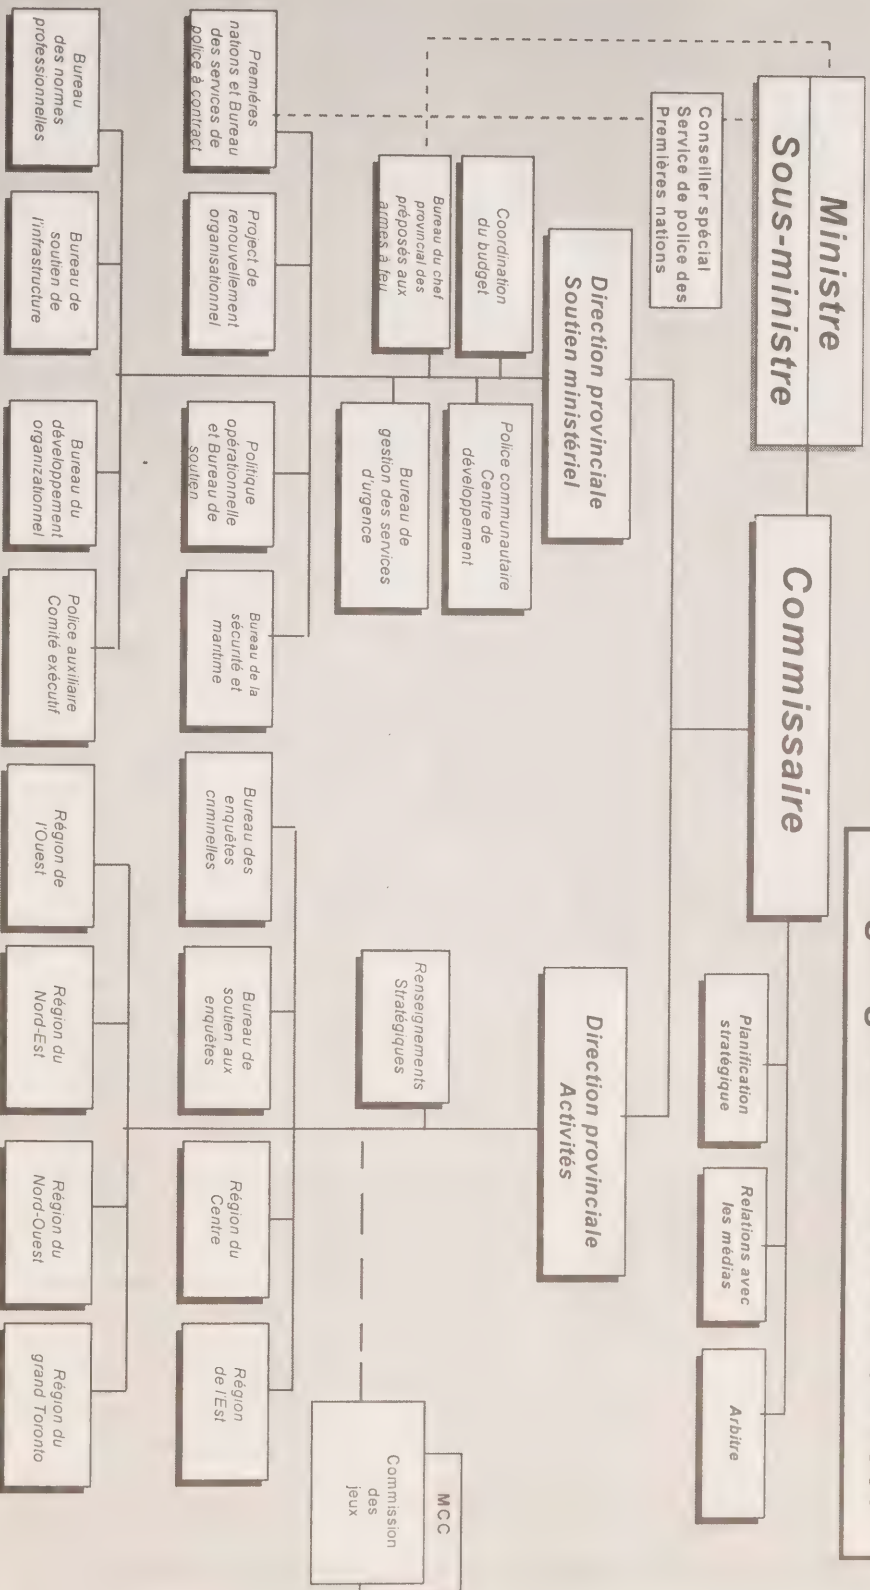 Ministre
Sous-ministre
Commissaire
Conseiller spécial
Service de police des
Premières nations
Planification
stratégique
Relations avec
les médias
Arbitre
Direction provinciale
Soutien ministériel
Direction provinciale
Activités
Coordination
du budget
Police communautaire
Centre de
développement
Bureau du chef
provincial des
préposés aux
armes à feu
Bureau de
gestion des services
d'urgence
Renseignements
Stratégiques
MCC
Commission
des
jeux
Premières
nations et Bureau
des services de
police à contract
Project de
renouvellement
organisationnel
Politique
opérationnelle
et Bureau de
soutien
Bureau de la
sécurité et
maritime
Bureau des
enquêtes
criminelles
Bureau de
soutien aux
enquêtes
Région du
Centre
Région
de l'Est
Bureau
des normes
professionnelles
Bureau de
soutien de
l'infrastructure
Bureau du
développement
organizationnel
Police auxiliaire
Comité exécutif
Région de
l'Ouest
Région du
Nord-Est
Région du
Nord-Ouest
Région du
grand Toronto